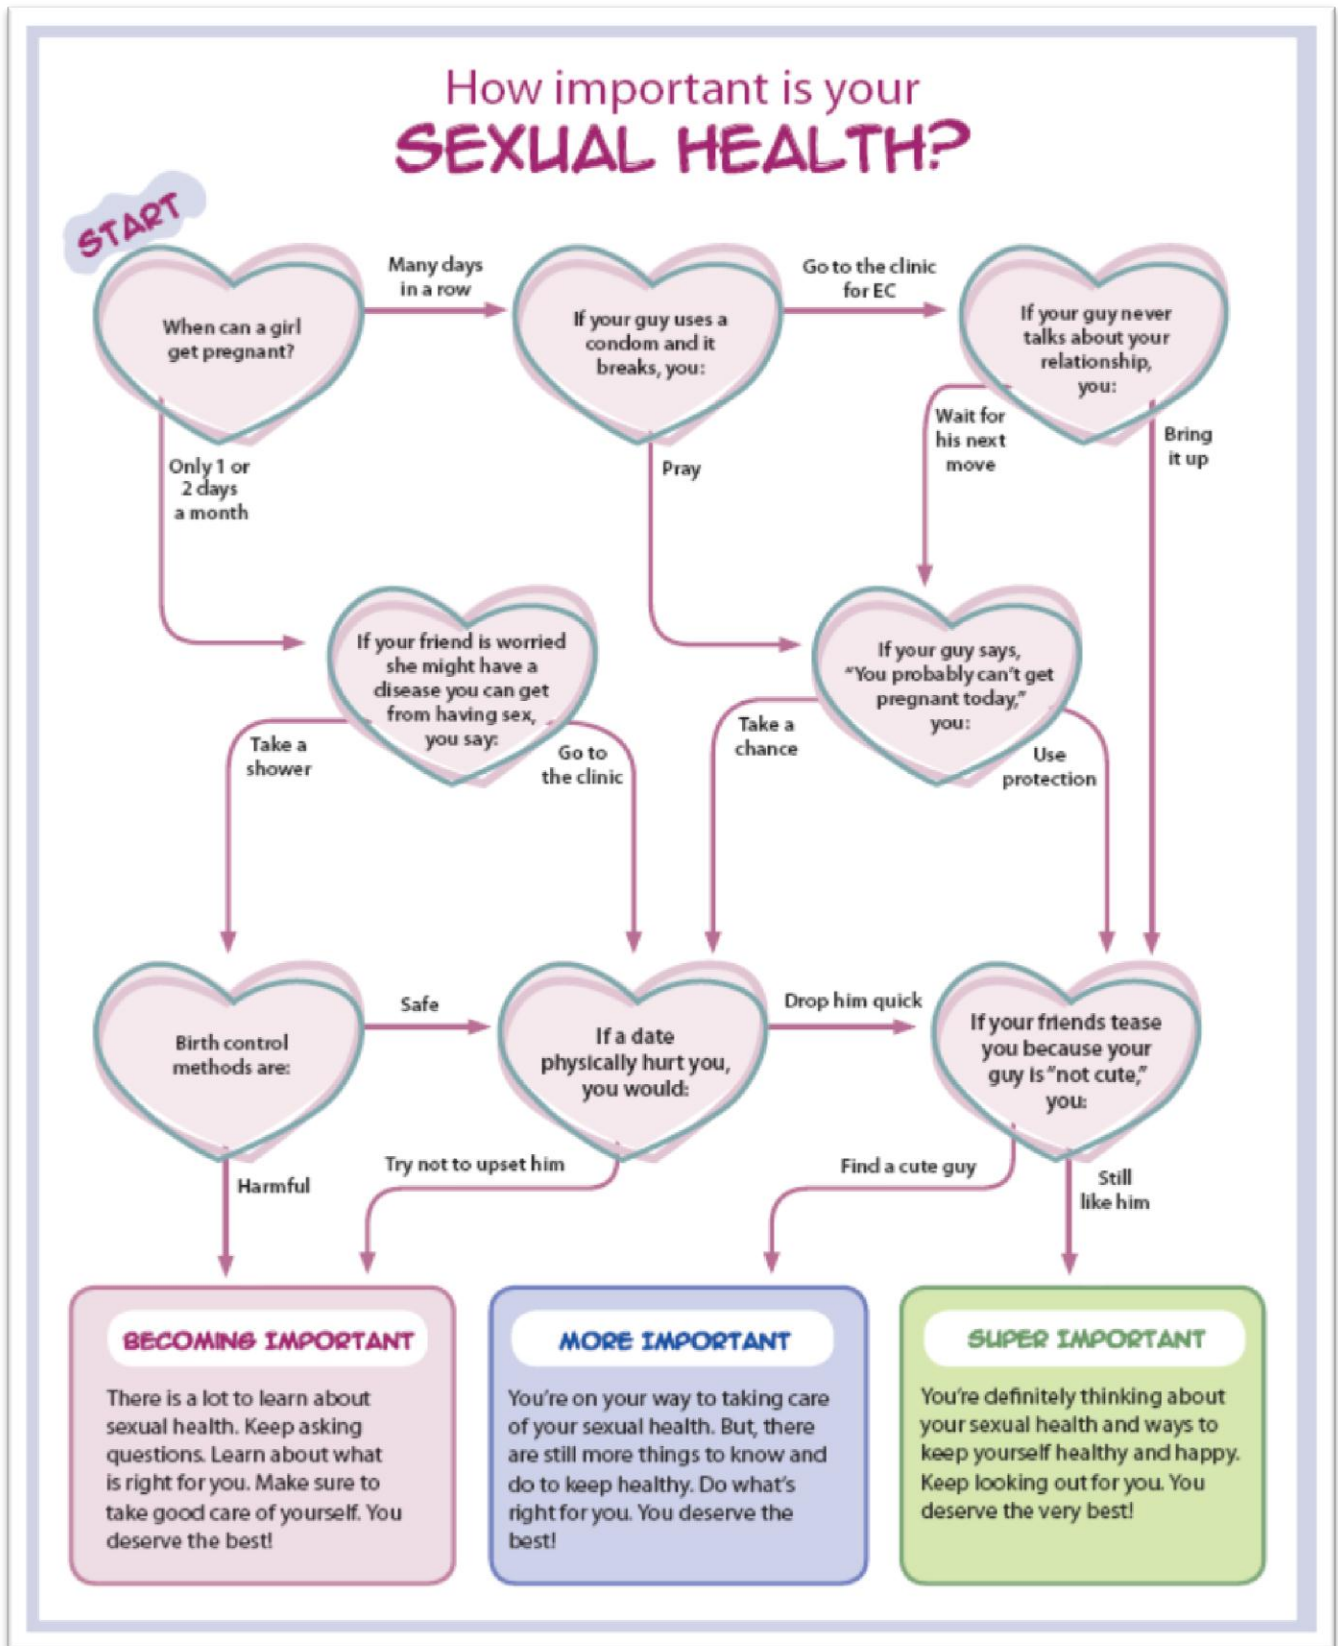 How important is your
SEXUAL HEALTH?
START
When can a girl
get pregnant?
Many days
in a row
If your guy uses a
condom and it
breaks, you:
Go to the clinic
for EC
If your guy never
talks about your
relationship,
you:
Only 1 or
2 days
a month
Pray
Wait for
his next
move
Bring
it up
If your friend is worried
she might have a
disease you can get
from having sex,
you say:
If your guy says,
“You probably can’t get
pregnant today,”
you:
Take a
shower
Go to
the clinic
Take a
chance
Use
protection
Birth control
methods are:
Safe
If a date
physically hurt you,
you would:
Drop him quick
If your friends tease
you because your
guy is “not cute,”
you:
Harmful
Try not to upset him
Find a cute guy
Still
like him
BECOMING IMPORTANT
There is a lot to learn about
sexual health. Keep asking
questions. Learn about what
is right for you. Make sure to
take good care of yourself. You
deserve the best!
MORE IMPORTANT
You’re on your way to taking care
of your sexual health. But, there
are still more things to know and
do to keep healthy. Do what’s
right for you. You deserve the
best!
SUPER IMPORTANT
You’re definitely thinking about
your sexual health and ways to
keep yourself healthy and happy.
Keep looking out for you. You
deserve the very best!